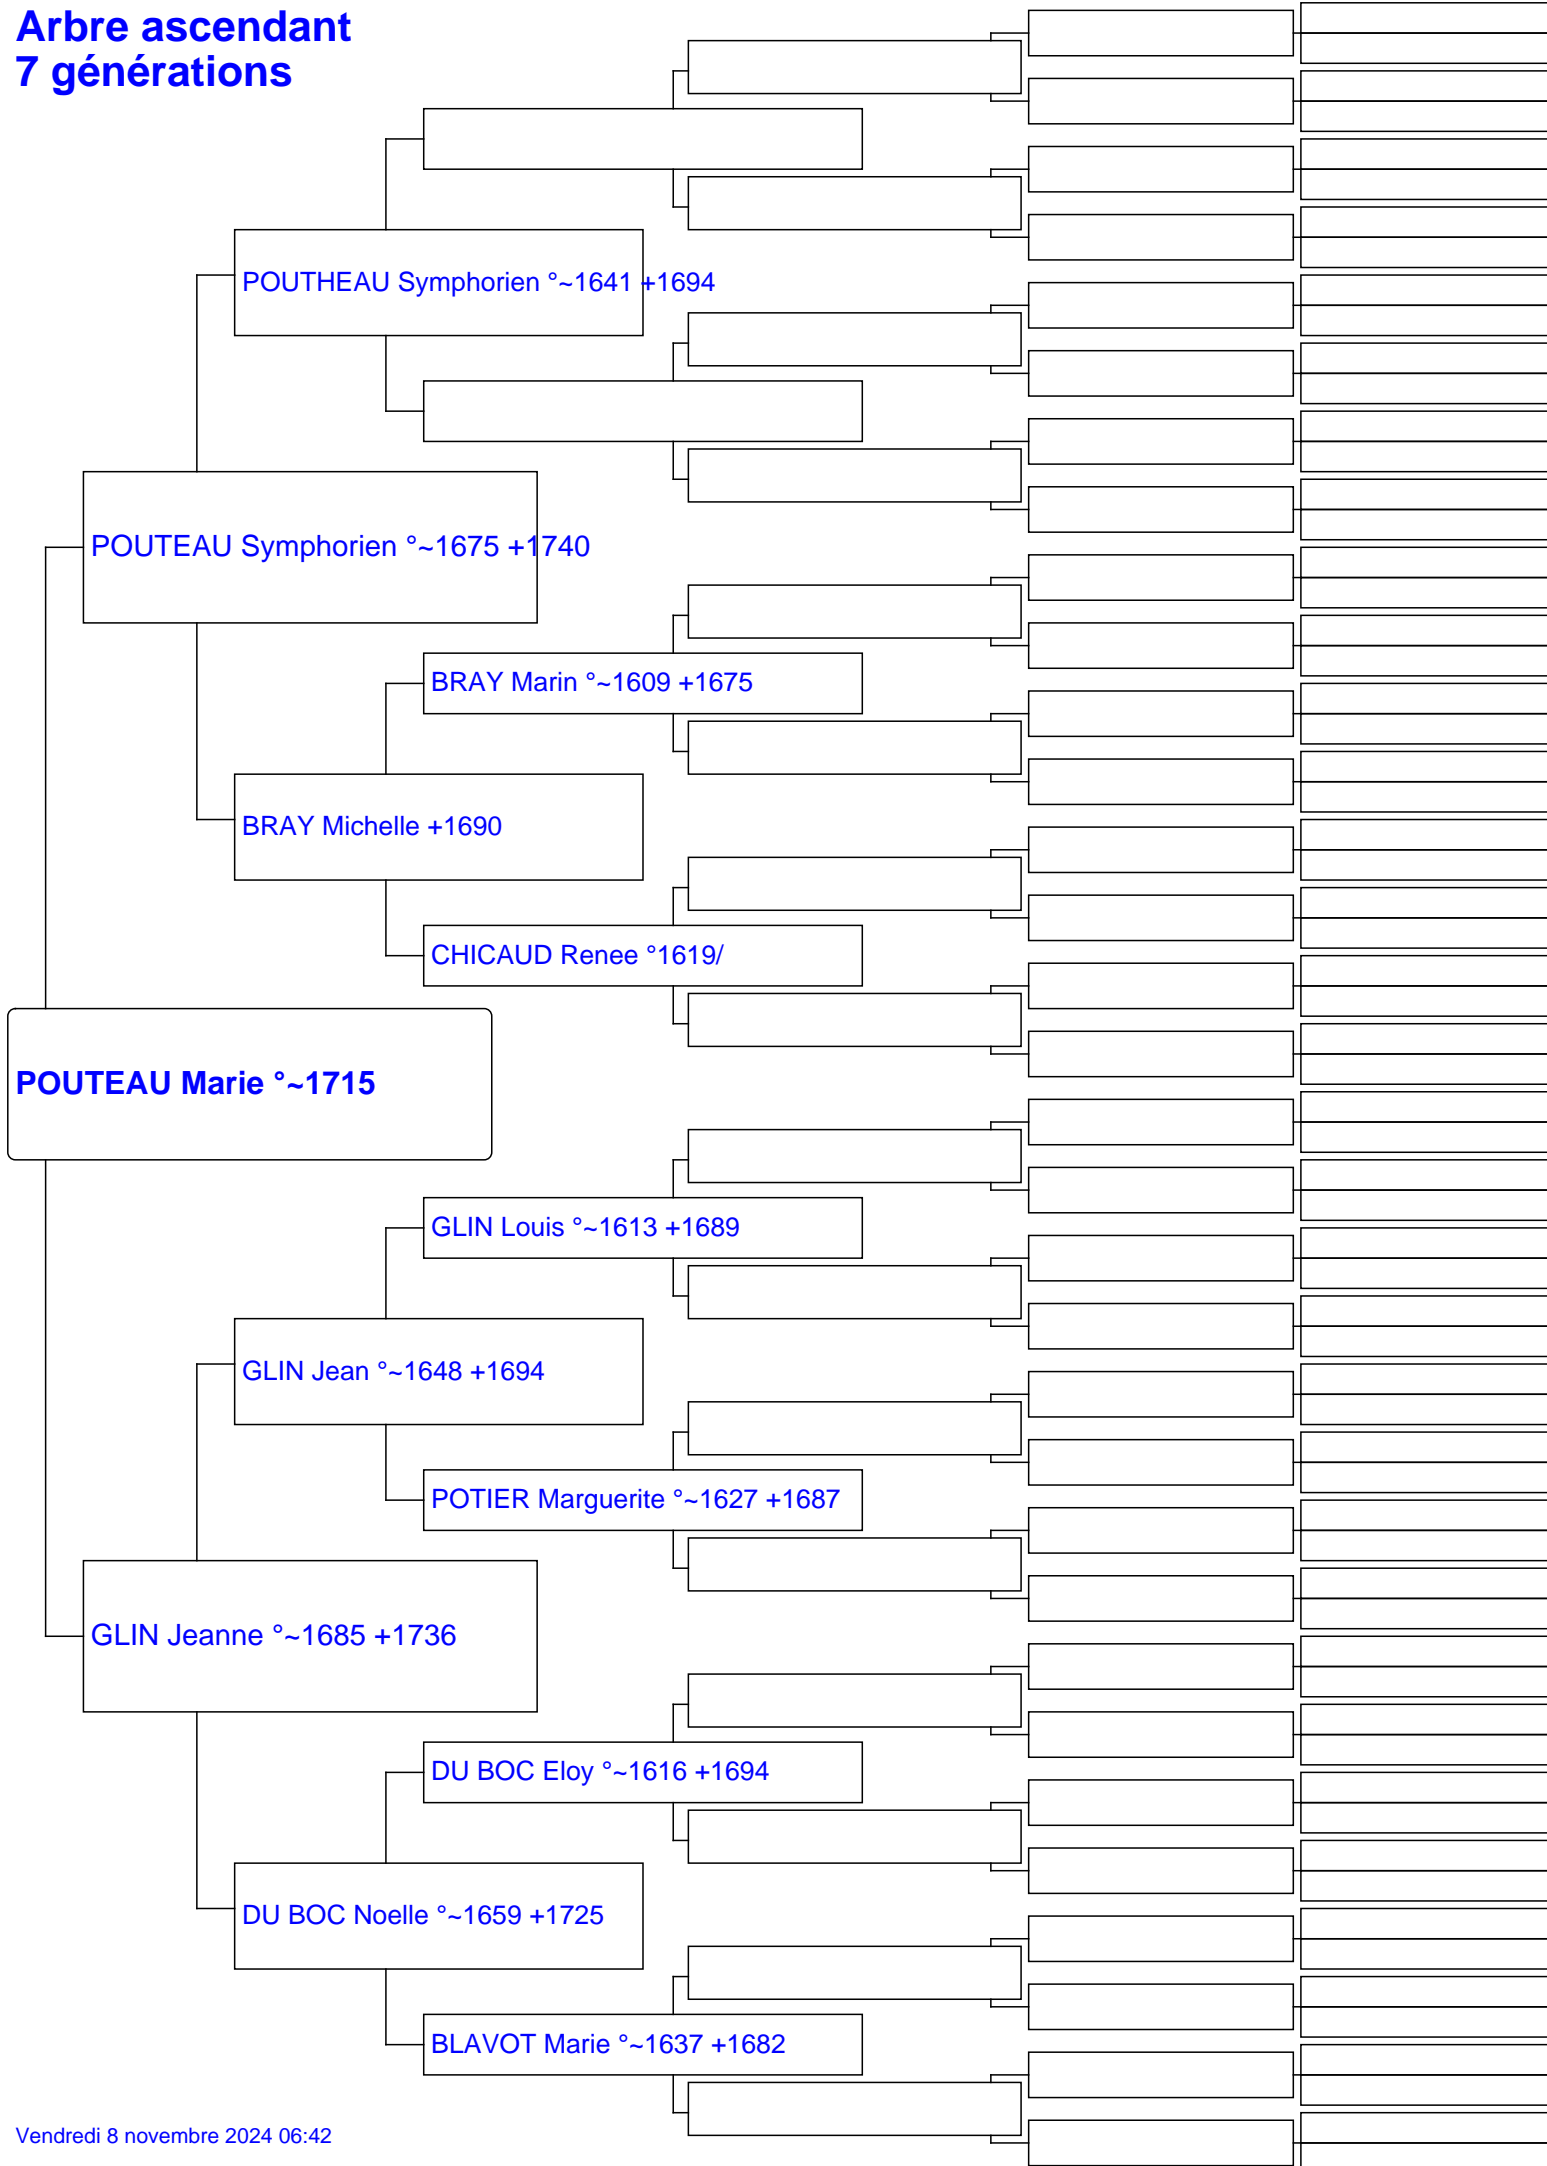 Arbre ascendant
7 générations
POUTHEAU Symphorien °~1641 +1694
POUTEAU Symphorien °~1675 +1740
BRAY Marin °~1609 +1675
BRAY Michelle +1690
CHICAUD Renee °1619/
POUTEAU Marie °~1715
GLIN Louis °~1613 +1689
GLIN Jean °~1648 +1694
POTIER Marguerite °~1627 +1687
GLIN Jeanne °~1685 +1736
DU BOC Eloy °~1616 +1694
DU BOC Noelle °~1659 +1725
BLAVOT Marie °~1637 +1682
Vendredi 8 novembre 2024 06:42